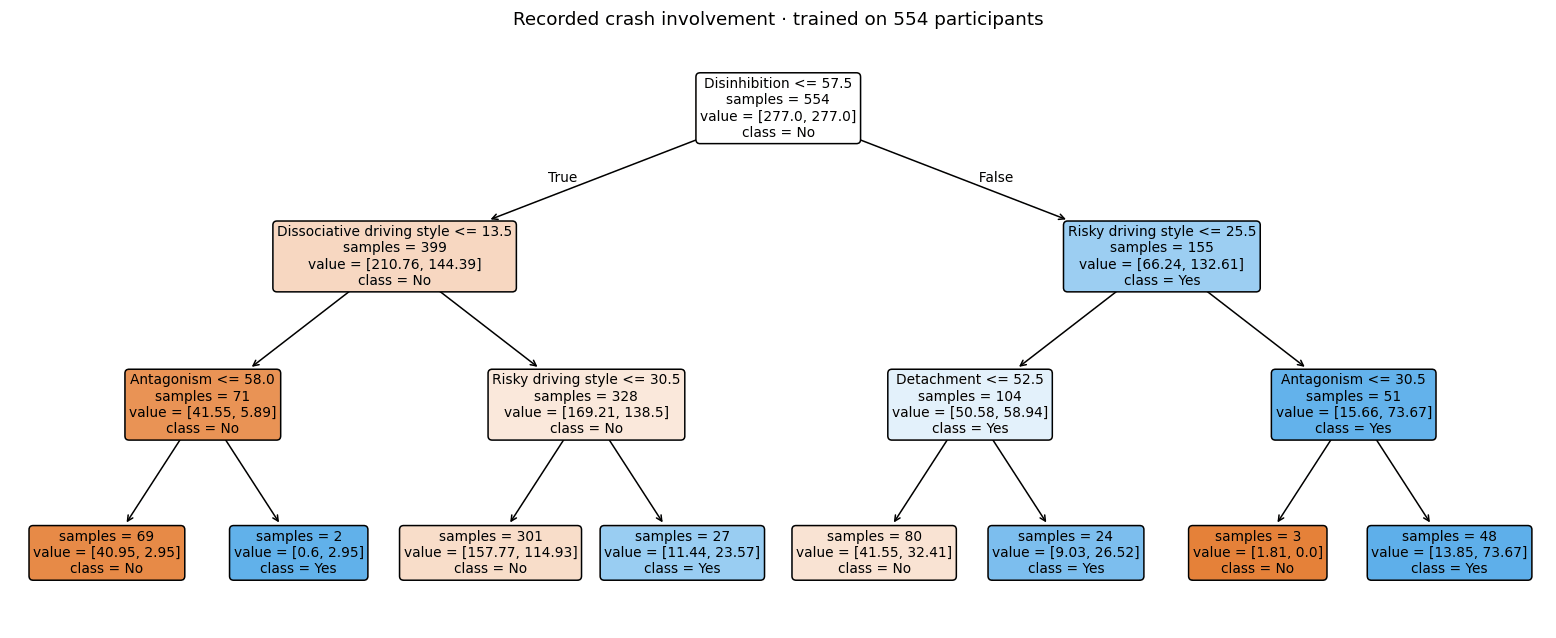 Recorded crash involvement · trained on 554 participants
Disinhibition <= 57.5
samples = 554
value = [277.0, 277.0]
class = No
True
False
Dissociative driving style <= 13.5
samples = 399
value = [210.76, 144.39]
class = No
Risky driving style <= 25.5
samples = 155
value = [66.24, 132.61]
class = Yes
Antagonism <= 58.0
samples = 71
value = [41.55, 5.89]
class = No
Risky driving style <= 30.5
samples = 328
value = [169.21, 138.5]
class = No
Detachment <= 52.5
samples = 104
value = [50.58, 58.94]
class = Yes
Antagonism <= 30.5
samples = 51
value = [15.66, 73.67]
class = Yes
samples = 69
value = [40.95, 2.95]
class = No
samples = 2
value = [0.6, 2.95]
class = Yes
samples = 301
value = [157.77, 114.93]
class = No
samples = 27
value = [11.44, 23.57]
class = Yes
samples = 80
value = [41.55, 32.41]
class = No
samples = 24
value = [9.03, 26.52]
class = Yes
samples = 3
value = [1.81, 0.0]
class = No
samples = 48
value = [13.85, 73.67]
class = Yes